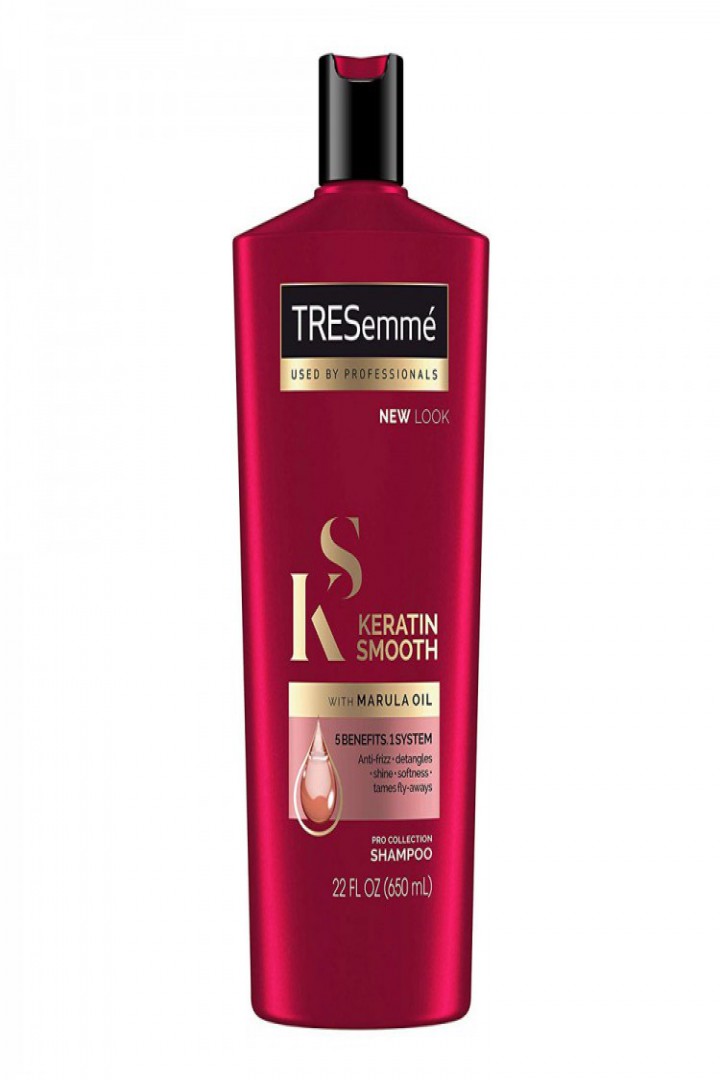 TRESemmé
USED BY PROFESSIONALS
NEW LOOK
KS
KERATIN
SMOOTH
WITH MARULA OIL
5 BENEFITS. 1 SYSTEM
Anti-frizz • detangles
• shine • softness •
tames fly-aways
PRO COLLECTION
SHAMPOO
22 FL OZ (650 mL)